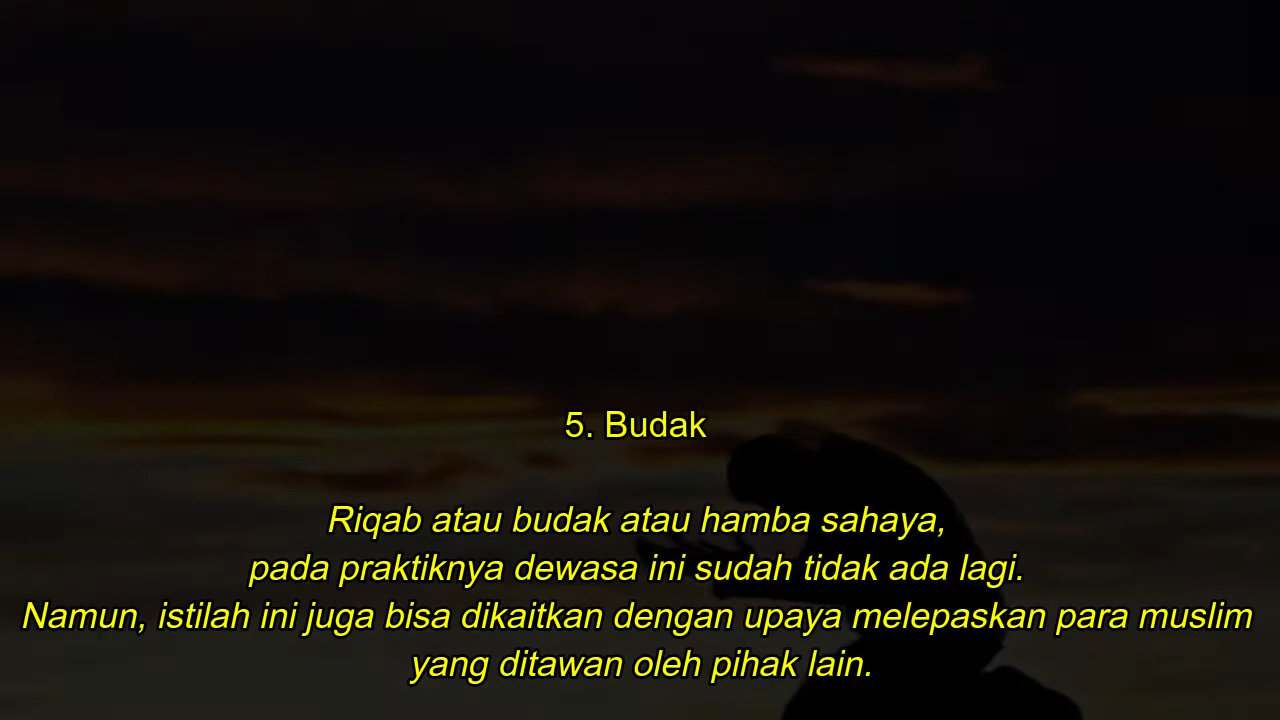 5. Budak
Riqab atau budak atau hamba sahaya,
pada praktiknya dewasa ini sudah tidak ada lagi.
Namun, istilah ini juga bisa dikaitkan dengan upaya melepaskan para muslim
yang ditawan oleh pihak lain.